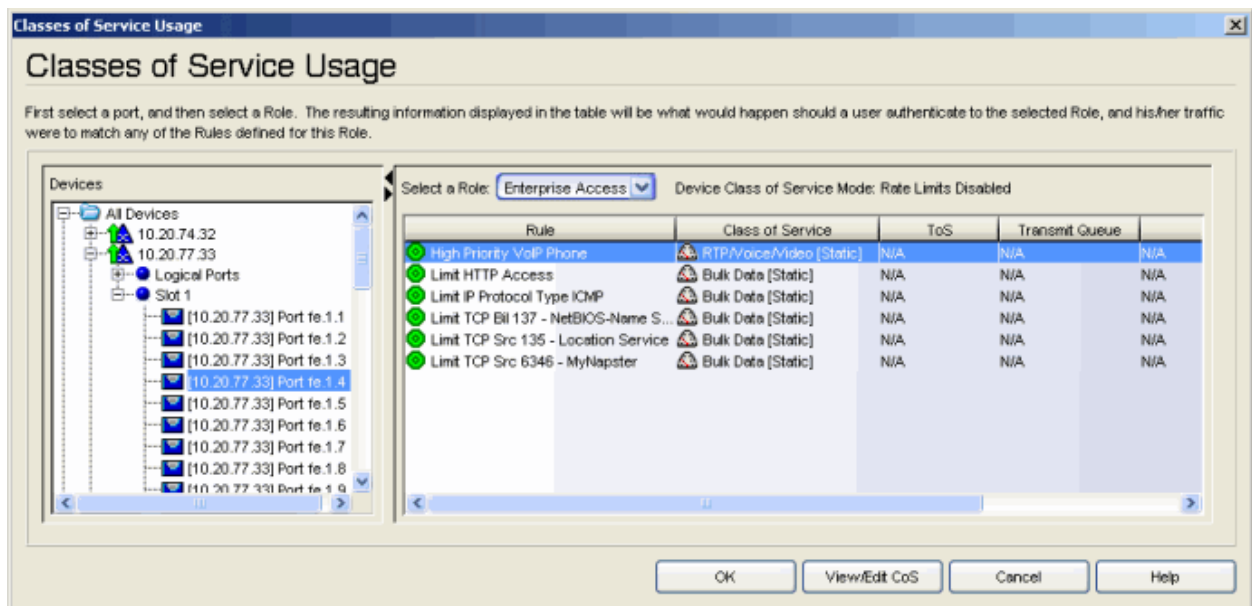 Classes of Service Usage
Classes of Service Usage
First select a port, and then select a Role. The resulting information displayed in the table will be what would happen should a user authenticate to the selected Role, and his/her traffic
were to match any of the Rules defined for this Role.
Devices
All Devices
10.20.74.32
10.20.77.33
Logical Ports
Slot 1
[10.20.77.33] Port fe.1.1
[10.20.77.33] Port fe.1.2
[10.20.77.33] Port fe.1.3
[10.20.77.33] Port fe.1.4
[10.20.77.33] Port fe.1.5
[10.20.77.33] Port fe.1.6
[10.20.77.33] Port fe.1.7
[10.20.77.33] Port fe.1.8
[10.20.77.33] Port fe.1.9
Select a Role: Enterprise Access Device Class of Service Mode: Rate Limits Disabled
Rule Class of Service ToS Transmit Queue
High Priority VoIP Phone RTP/Voice/Video [Static] N/A N/A N/A
Limit HTTP Access Bulk Data [Static] N/A N/A N/A
Limit IP Protocol Type ICMP Bulk Data [Static] N/A N/A N/A
Limit TCP Bil 137 - NetBIOS-Name S... Bulk Data [Static] N/A N/A N/A
Limit TCP Src 135 - Location Service Bulk Data [Static] N/A N/A N/A
Limit TCP Src 6346 - MyNapster Bulk Data [Static] N/A N/A N/A
OK View/Edit CoS Cancel Help